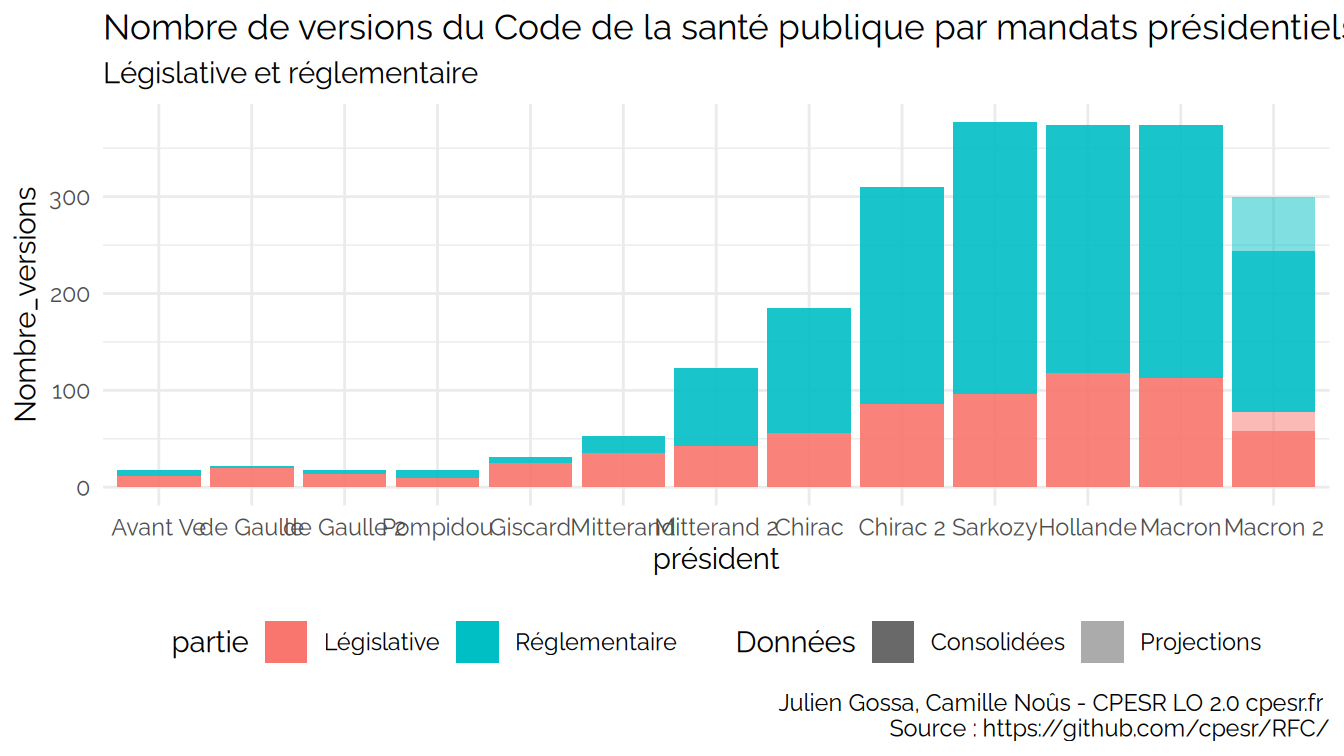 Nombre de versions du Code de la santé publique par mandats présidentiels
Législative et réglementaire
Nombre_versions
300
200
100
0
Avant Ve de Gaulle de Gaulle 2 Pompidou Giscard Mitterand Mitterand 2 Chirac Chirac 2 Sarkozy Hollande Macron Macron 2
président
partie Législative Réglementaire Données Consolidées Projections
Julien Gossa, Camille Noûs - CPESR LO 2.0 cpesr.fr
Source : https://github.com/cpesr/RFC/